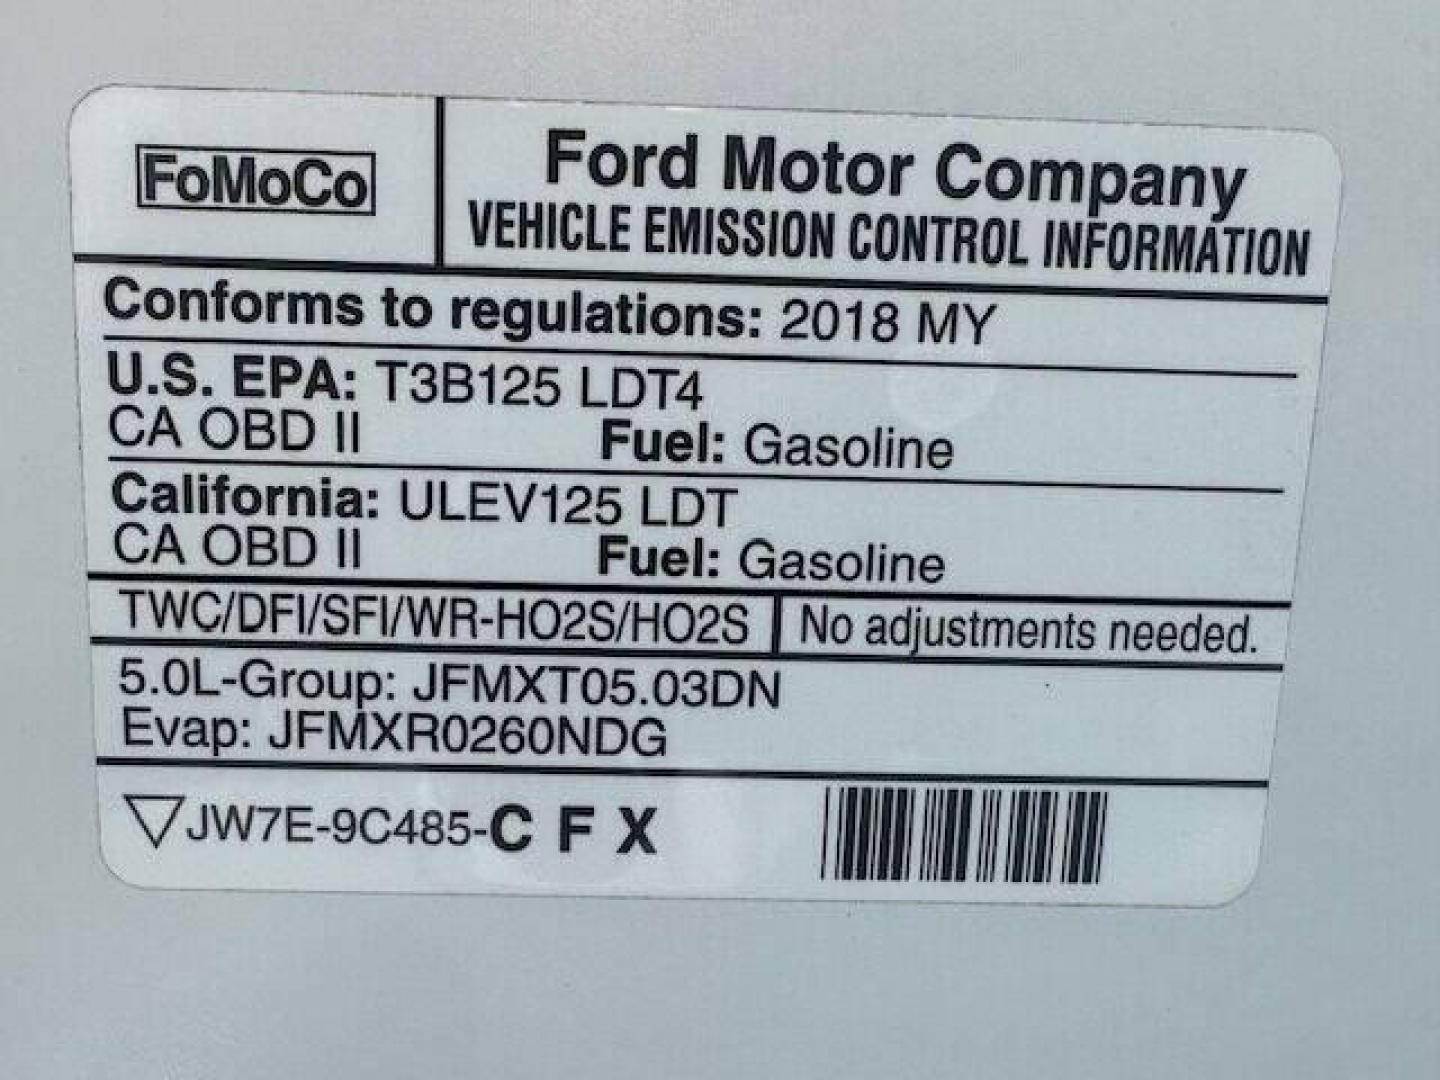 FoMoCo
Ford Motor Company
VEHICLE EMISSION CONTROL INFORMATION
Conforms to regulations: 2018 MY
U.S. EPA: T3B125 LDT4
CA OBD II Fuel: Gasoline
California: ULEV125 LDT
CA OBD II Fuel: Gasoline
TWC/DFI/SFI/WR-HO2S/HO2S No adjustments needed.
5.0L-Group: JFMXT05.03DN
Evap: JFMXR0260NDG
▽JW7E-9C485-C F X